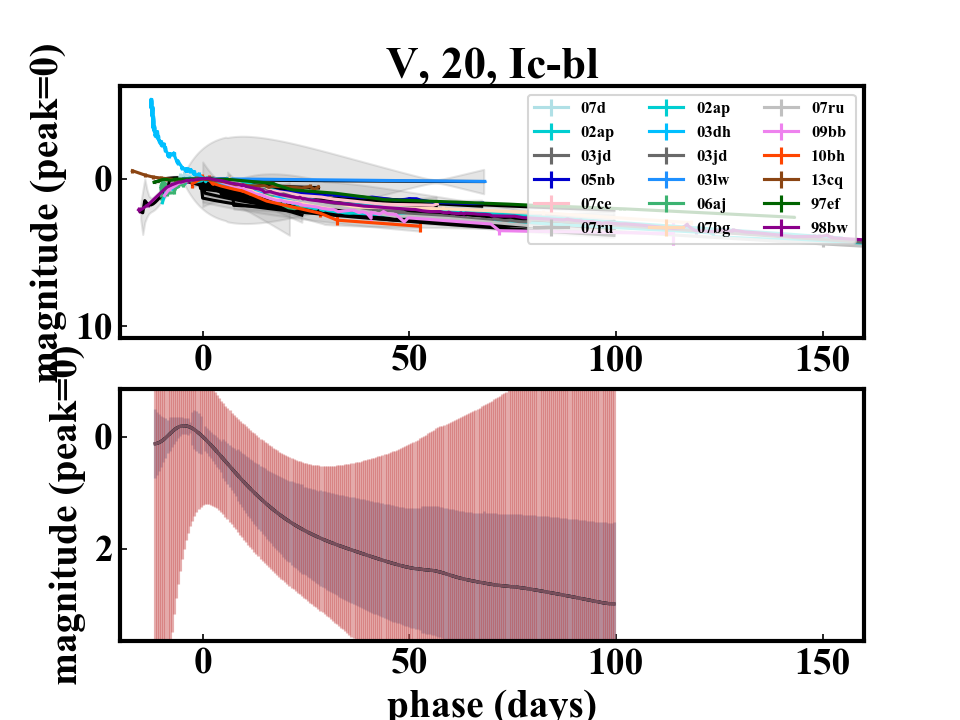 V, 20, Ic-bl
magnitude (peak=0)
0
10
07d 02ap 07ru
02ap 03dh 09bb
03jd 03jd 10bh
05nb 03lw 13cq
07ce 06aj 97ef
07ru 07bg 98bw
0 50 100 150
magnitude (peak=0)
0
2
0 50 100 150
phase (days)